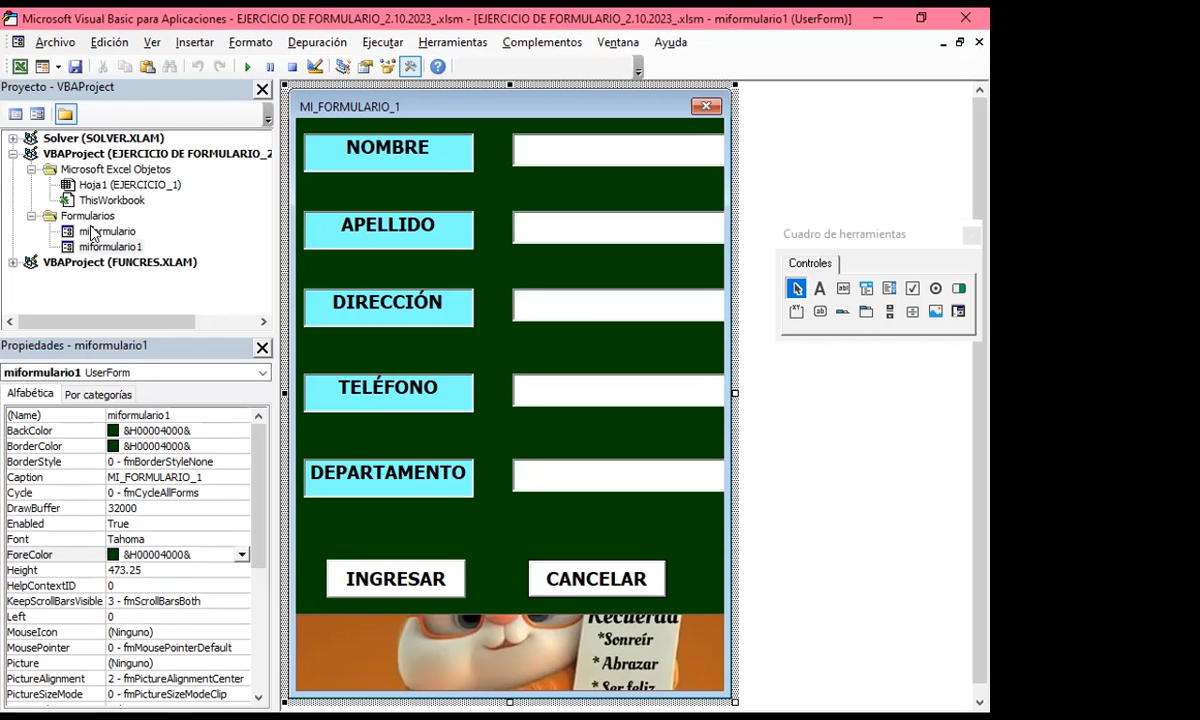 Microsoft Visual Basic para Aplicaciones - EJERCICIO DE FORMULARIO_2.10.2023_.xlsm - [EJERCICIO DE FORMULARIO_2.10.2023_.xlsm - miformulario1 (UserForm)]
Archivo Edición Ver Insertar Formato Depuración Ejecutar Herramientas Complementos Ventana Ayuda
Proyecto - VBAProject
Solver (SOLVER.XLAM)
VBAProject (EJERCICIO DE FORMULARIO_2
Microsoft Excel Objetos
Hoja1 (EJERCICIO_1)
ThisWorkbook
Formularios
miformulario
miformulario1
VBAProject (FUNCRES.XLAM)
Propiedades - miformulario1
miformulario1 UserForm
Alfabética Por categorías
(Name) miformulario1
BackColor &H00004000&
BorderColor &H00004000&
BorderStyle 0 - fmBorderStyleNone
Caption MI_FORMULARIO_1
Cycle 0 - fmCycleAllForms
DrawBuffer 32000
Enabled True
Font Tahoma
ForeColor &H00004000&
Height 473.25
HelpContextID 0
KeepScrollBarsVisible 3 - fmScrollBarsBoth
Left 0
MouseIcon (Ninguno)
MousePointer 0 - fmMousePointerDefault
Picture (Ninguno)
PictureAlignment 2 - fmPictureAlignmentCenter
PictureSizeMode 0 - fmPictureSizeModeClip
MI_FORMULARIO_1
NOMBRE
APELLIDO
DIRECCIÓN
TELÉFONO
DEPARTAMENTO
INGRESAR CANCELAR
Recuerda
*Sonreír
* Abrazar
* Ser feliz
Cuadro de herramientas
Controles